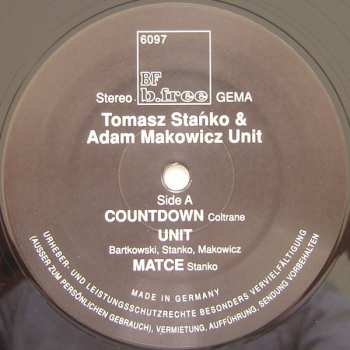 6097
BF
b.free
Stereo GEMA
Tomasz Stańko &
Adam Makowicz Unit
Side A
COUNTDOWN Coltrane
UNIT
Bartkowski, Stanko, Makowicz
MATCE Stanko
MADE IN GERMANY
URHEBER- UND LEISTUNGSSCHUTZRECHTE BESONDERS VERVIELFÄLTIGUNG
(AUSSER ZUM PERSÖNLICHEN GEBRAUCH), VERMIETUNG, AUFFÜHRUNG, SENDUNG VORBEHALTEN